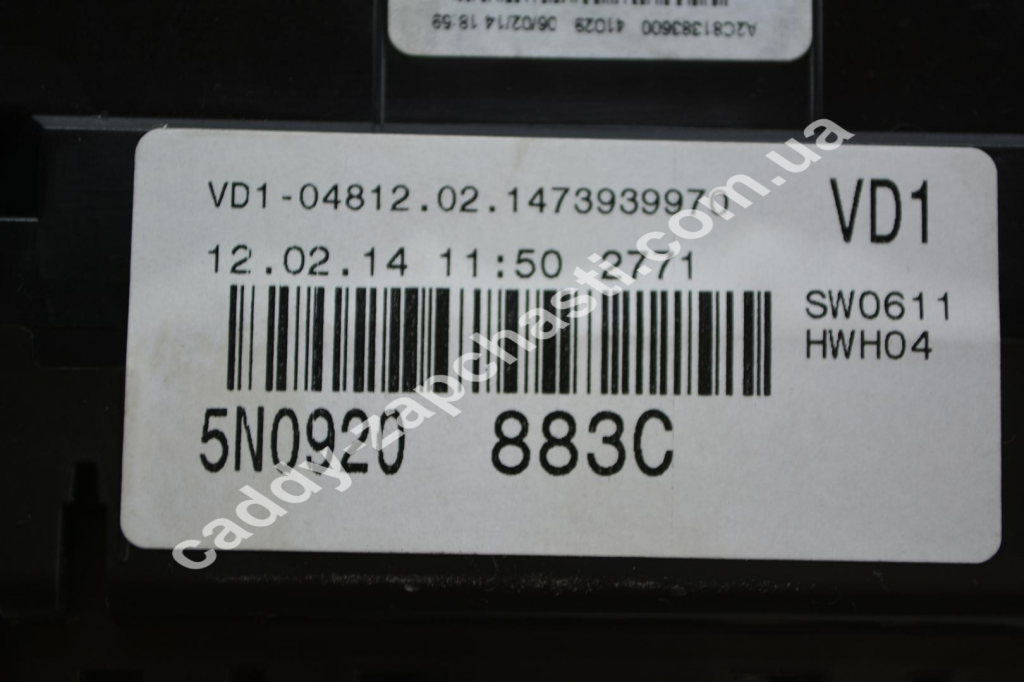 A2C81383600 41029 06/02/14 18:59
VD1-04812.02.1473939970
VD1
12.02.14 11:50 2771
SW0611
HWH04
5N0920 883C
caddy-zapchasti.com.ua